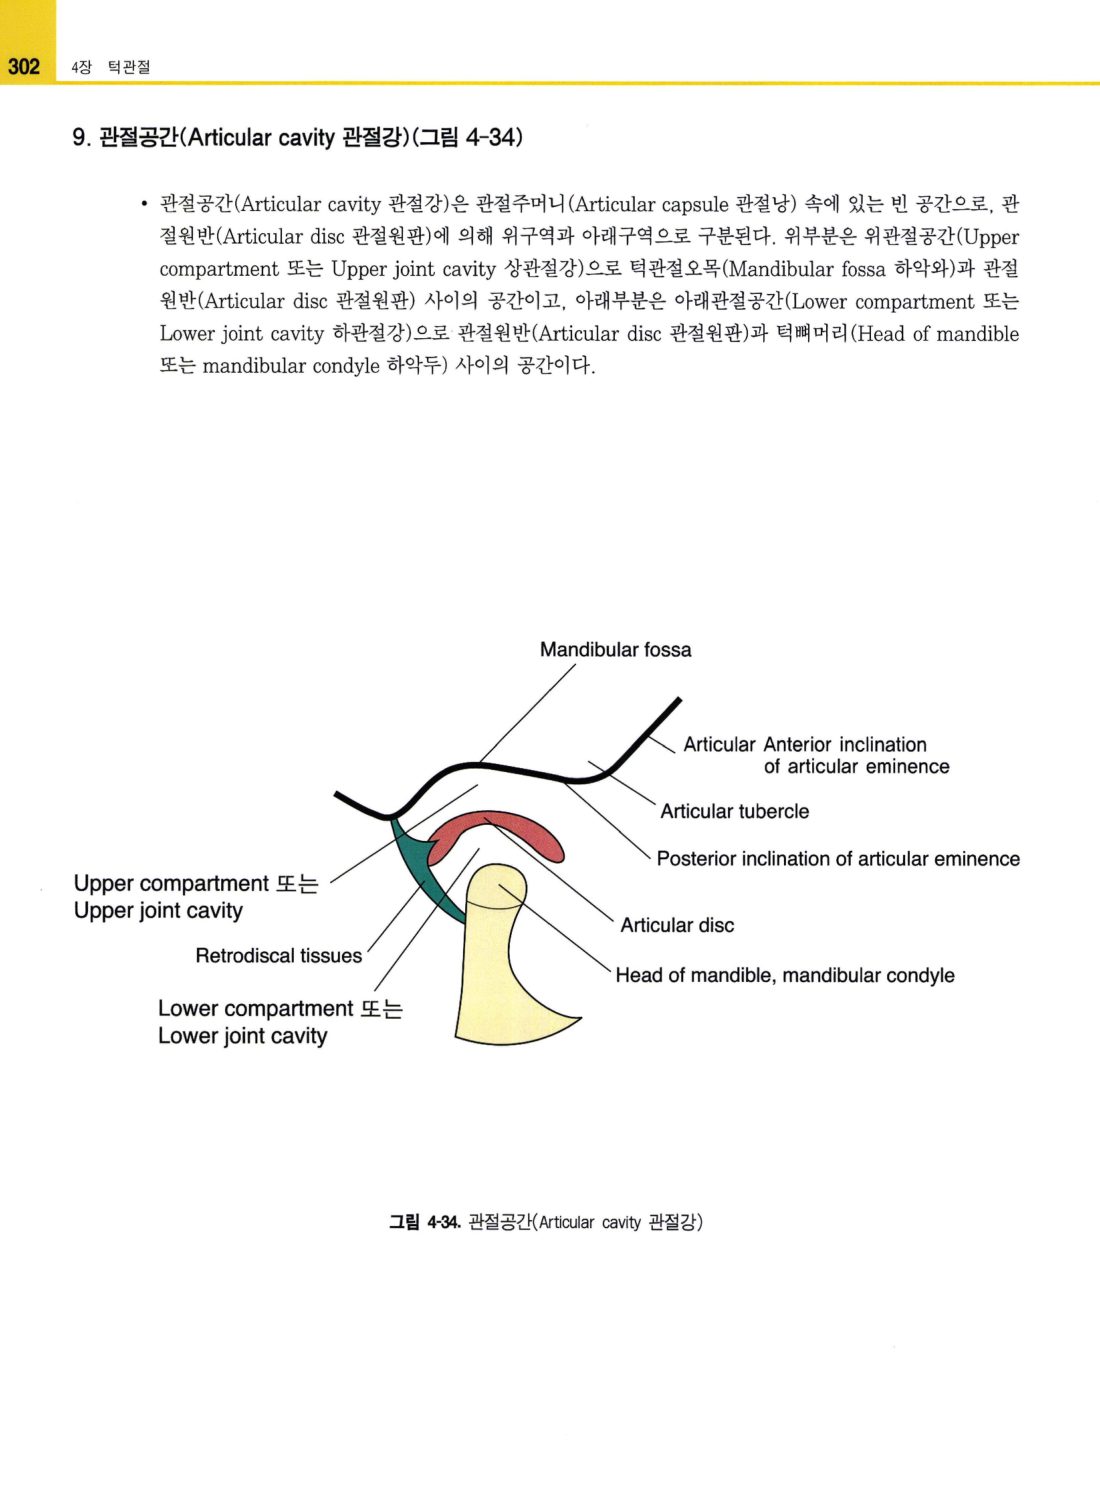 302 4장 턱관절
9. 관절공간(Articular cavity 관절강)(그림 4-34)
• 관절공간(Articular cavity 관절강)은 관절주머니(Articular capsule 관절낭) 속에 있는 빈 공간으로, 관
절원반(Articular disc 관절원판)에 의해 위구역과 아래구역으로 구분된다. 위부분은 위관절공간(Upper
compartment 또는 Upper joint cavity 상관절강)으로 턱관절오목(Mandibular fossa 하악와)과 관절
원반(Articular disc 관절원판) 사이의 공간이고, 아래부분은 아래관절공간(Lower compartment 또는
Lower joint cavity 하관절강)으로 관절원반(Articular disc 관절원판)과 턱뼈머리(Head of mandible
또는 mandibular condyle 하악두) 사이의 공간이다.
Mandibular fossa
Articular Anterior inclination
of articular eminence
Articular tubercle
Posterior inclination of articular eminence
Upper compartment 또는
Upper joint cavity
Articular disc
Retrodiscal tissues
Head of mandible, mandibular condyle
Lower compartment 또는
Lower joint cavity
그림 4-34. 관절공간(Articular cavity 관절강)